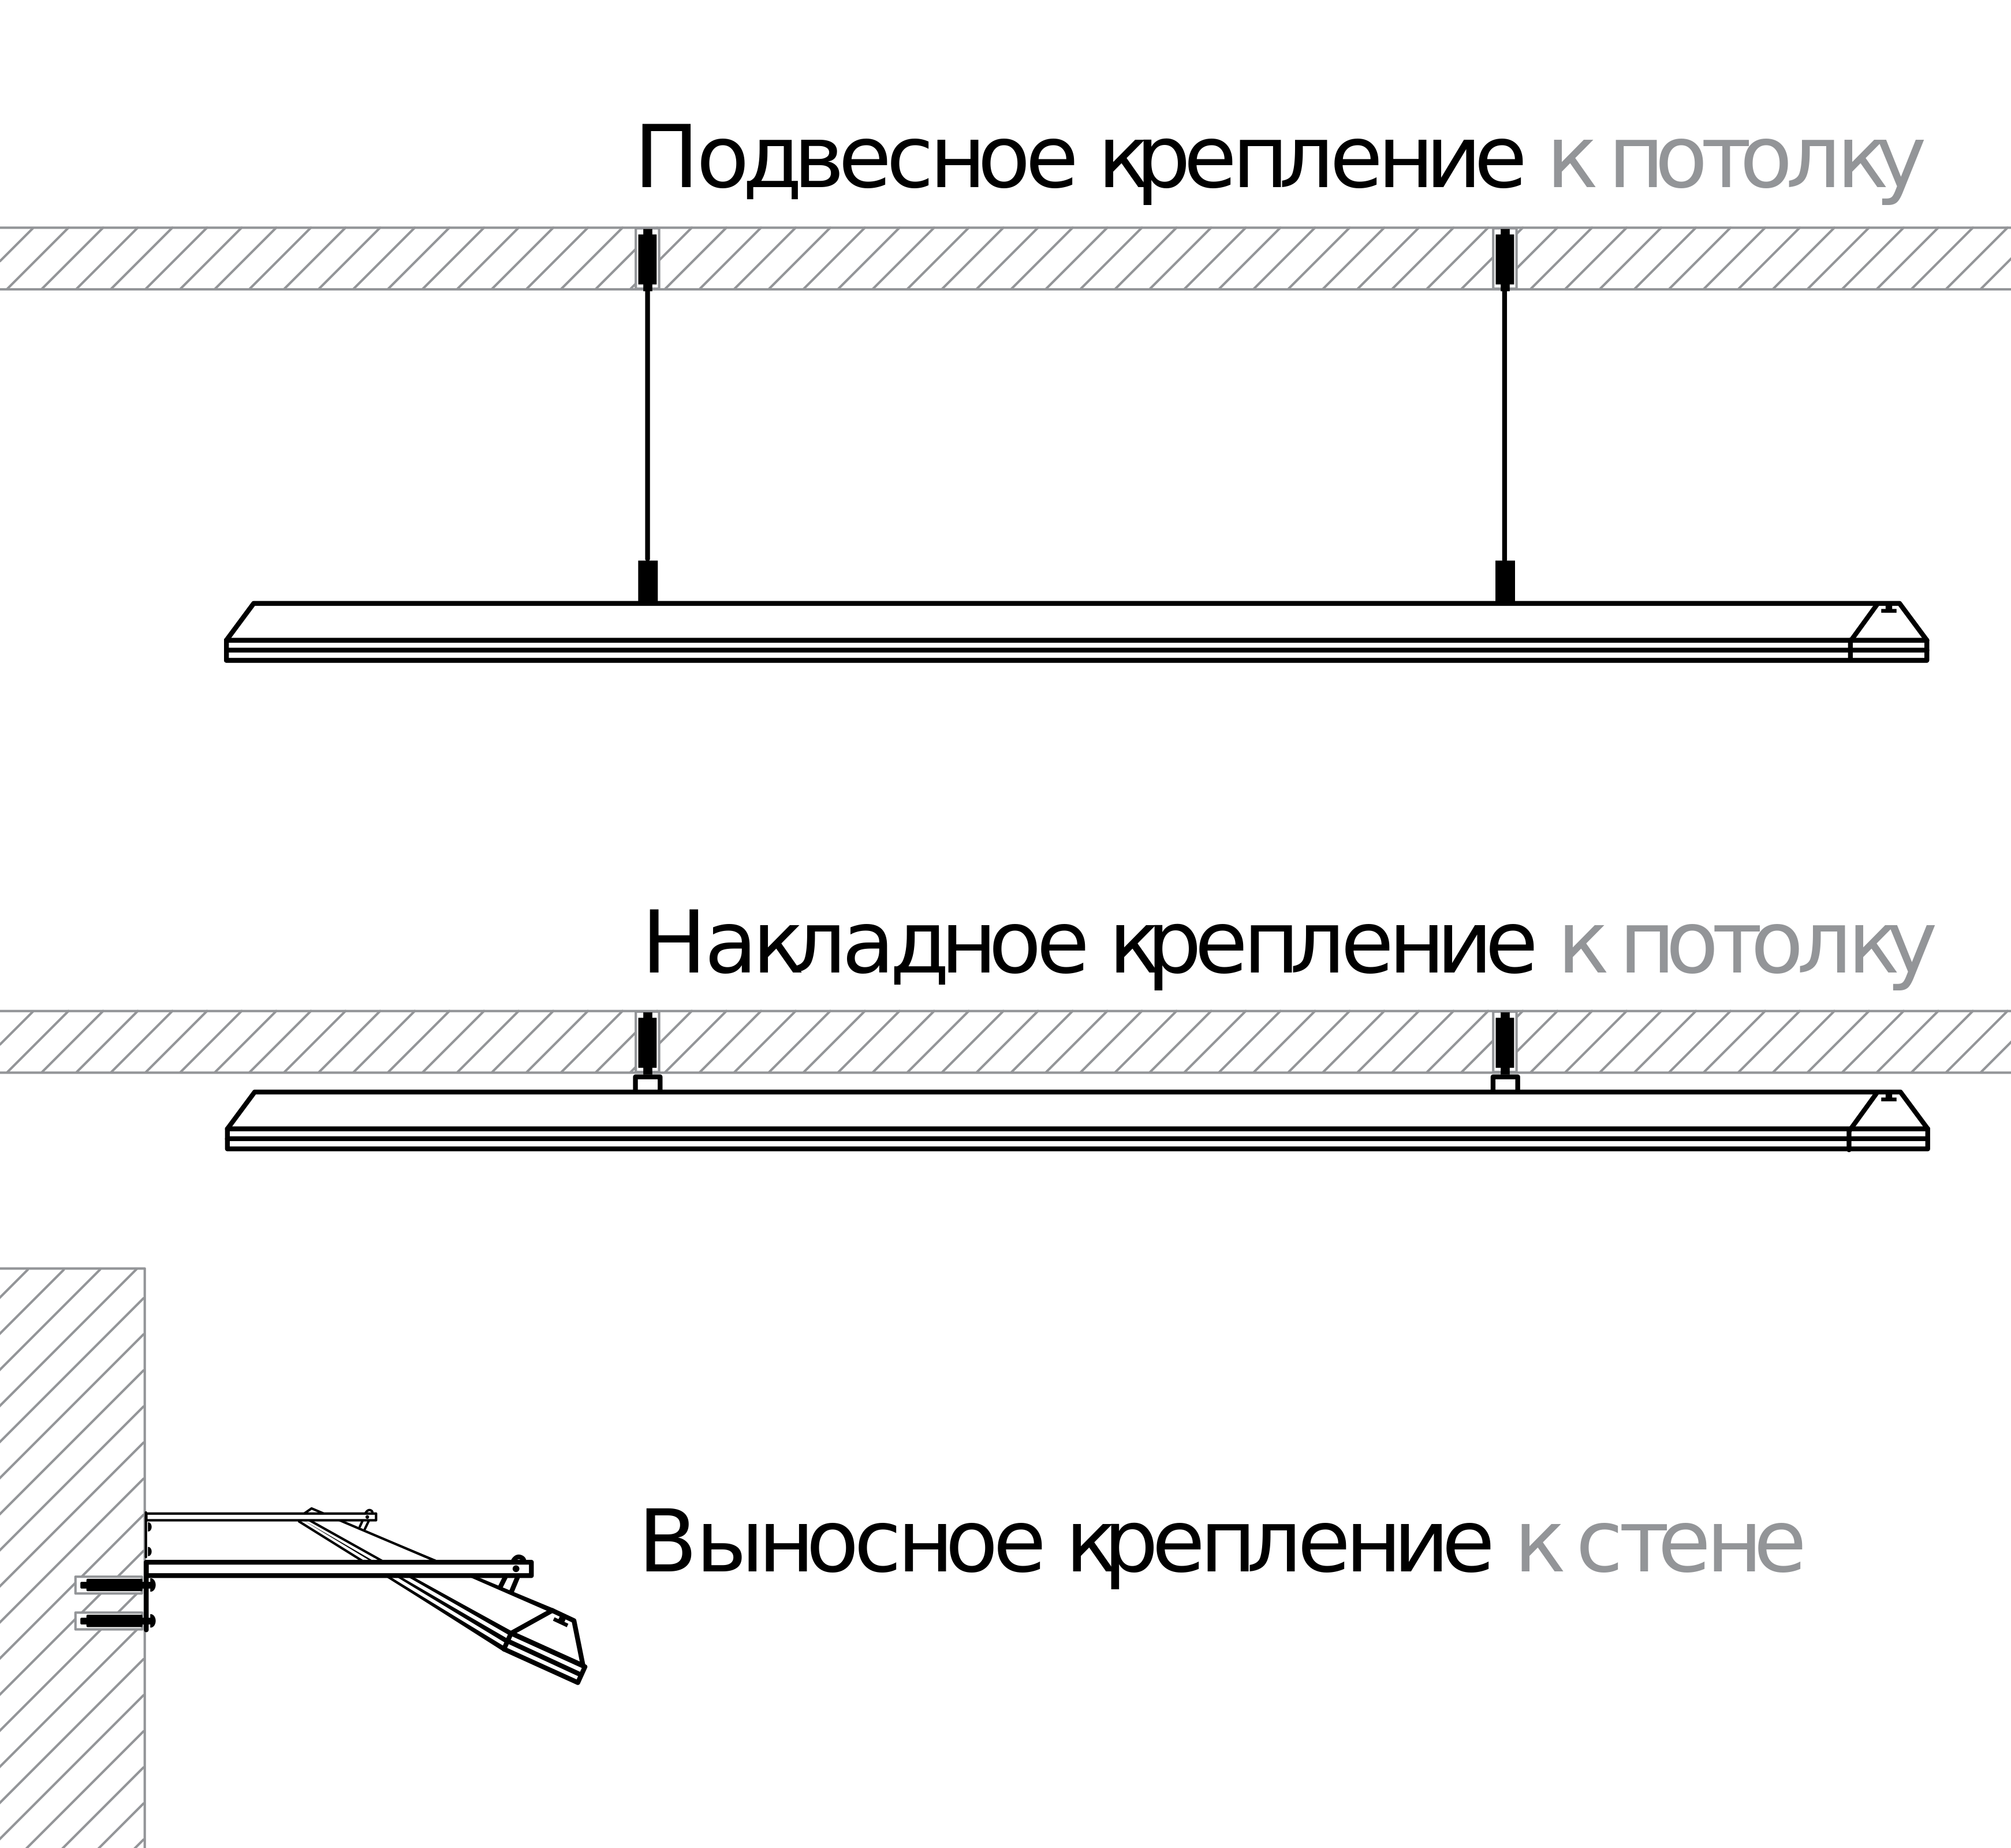 Подвесное крепление к потолку
Накладное крепление к потолку
Выносное крепление к стене